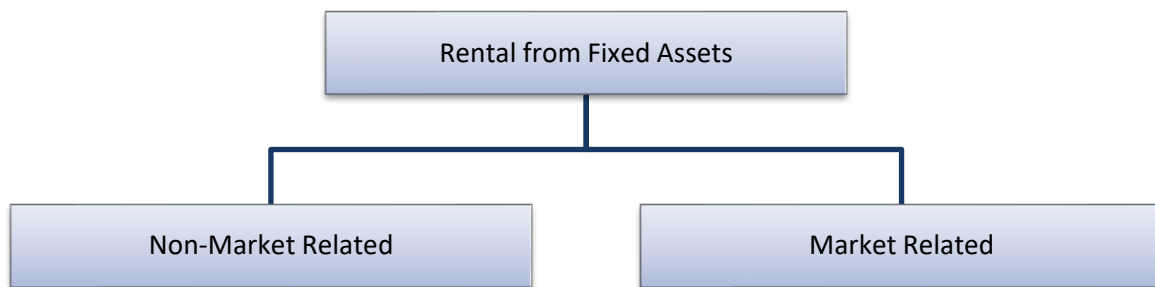 Rental from Fixed Assets
Non-Market Related
Market Related